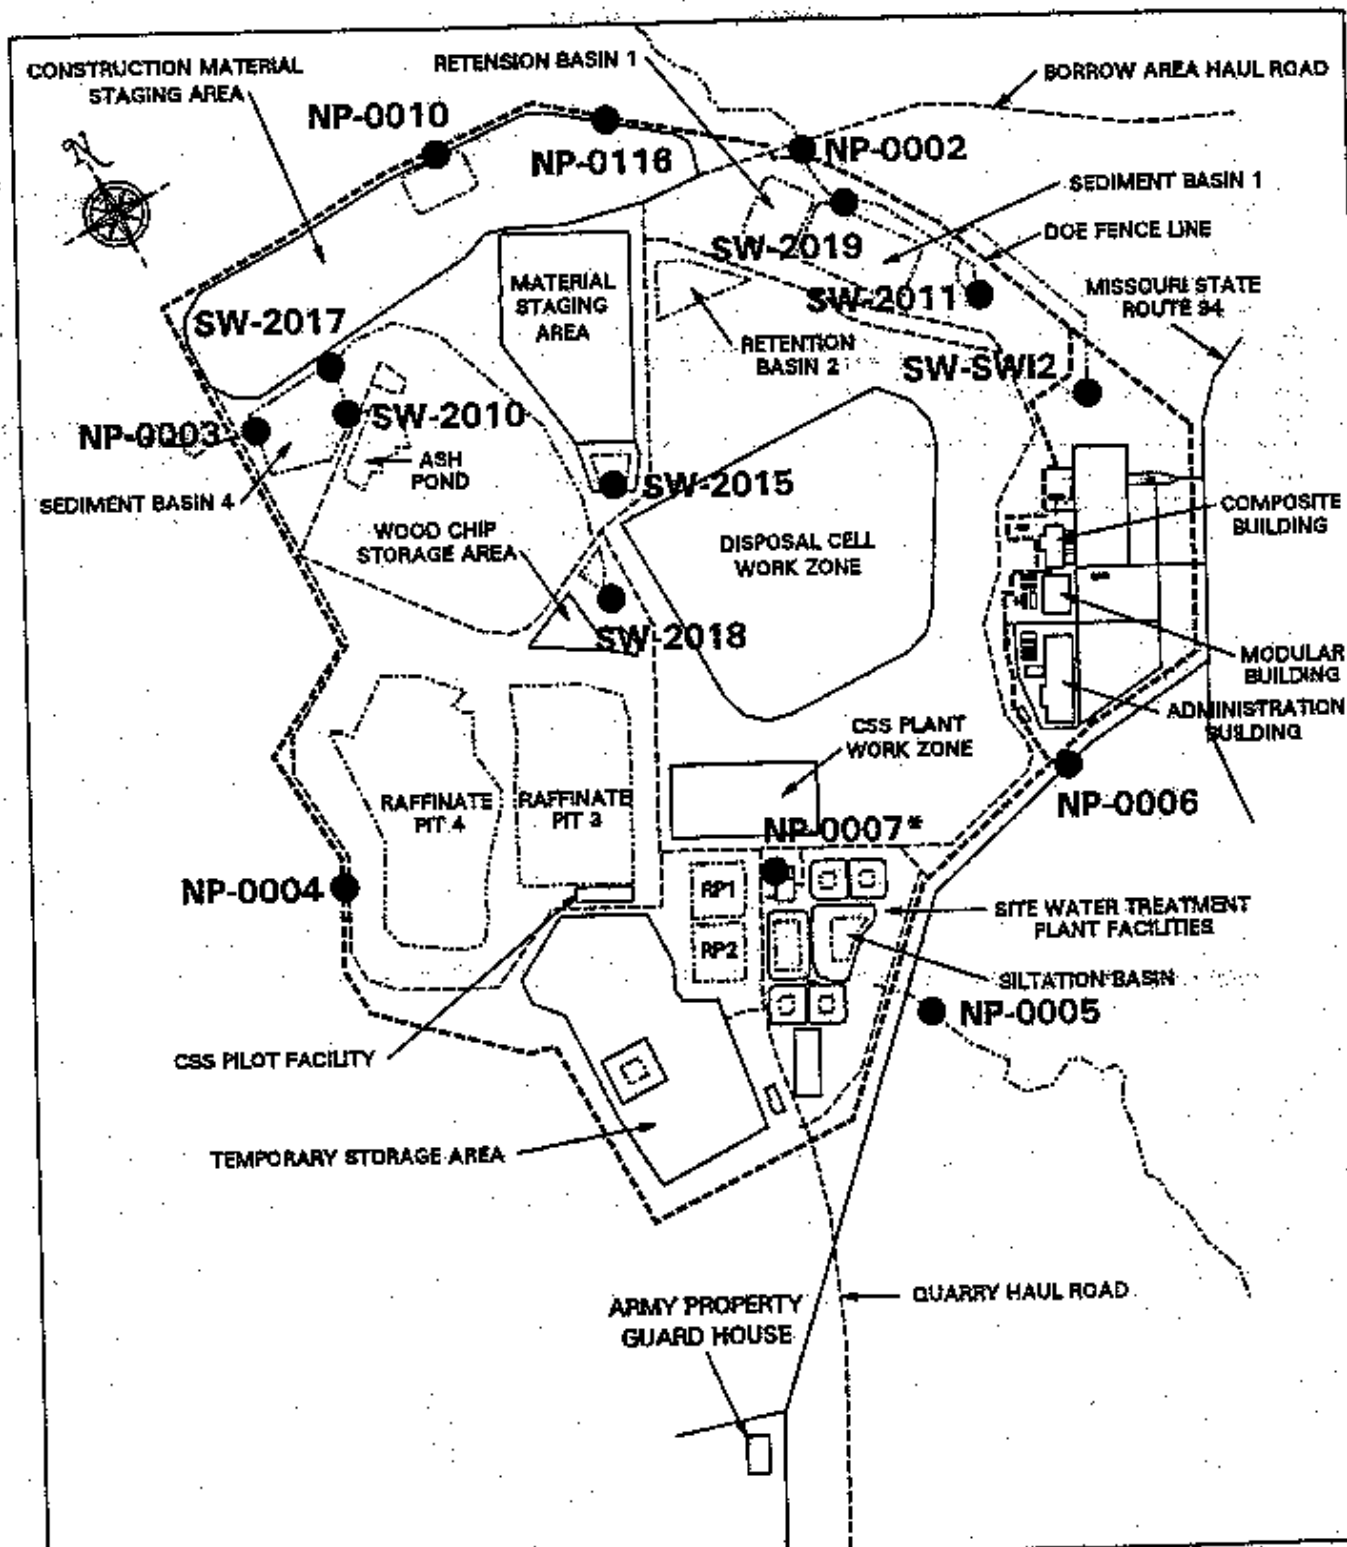 CONSTRUCTION MATERIAL
STAGING AREA
RETENSION BASIN 1
BORROW AREA HAUL ROAD
NP-0010
NP-0116
NP-0002
SEDIMENT BASIN 1
N
SW-2019
DOE FENCE LINE
MATERIAL
STAGING
AREA
SW-2011
MISSOURI STATE
ROUTE 94
SW-2017
RETENTION
BASIN 2
SW-SWI2
NP-0003
SW-2010
ASH
POND
SEDIMENT BASIN 4
SW-2015
WOOD CHIP
STORAGE AREA
DISPOSAL CELL
WORK ZONE
COMPOSITE
BUILDING
SW-2018
MODULAR
BUILDING
ADMINISTRATION
BUILDING
CSS PLANT
WORK ZONE
RAFFINATE
PIT 4
RAFFINATE
PIT 3
NP-0007*
NP-0006
NP-0004
RP1
RP2
SITE WATER TREATMENT
PLANT FACILITIES
SILTATION BASIN
NP-0005
CSS PILOT FACILITY
TEMPORARY STORAGE AREA
QUARRY HAUL ROAD
ARMY PROPERTY
GUARD HOUSE